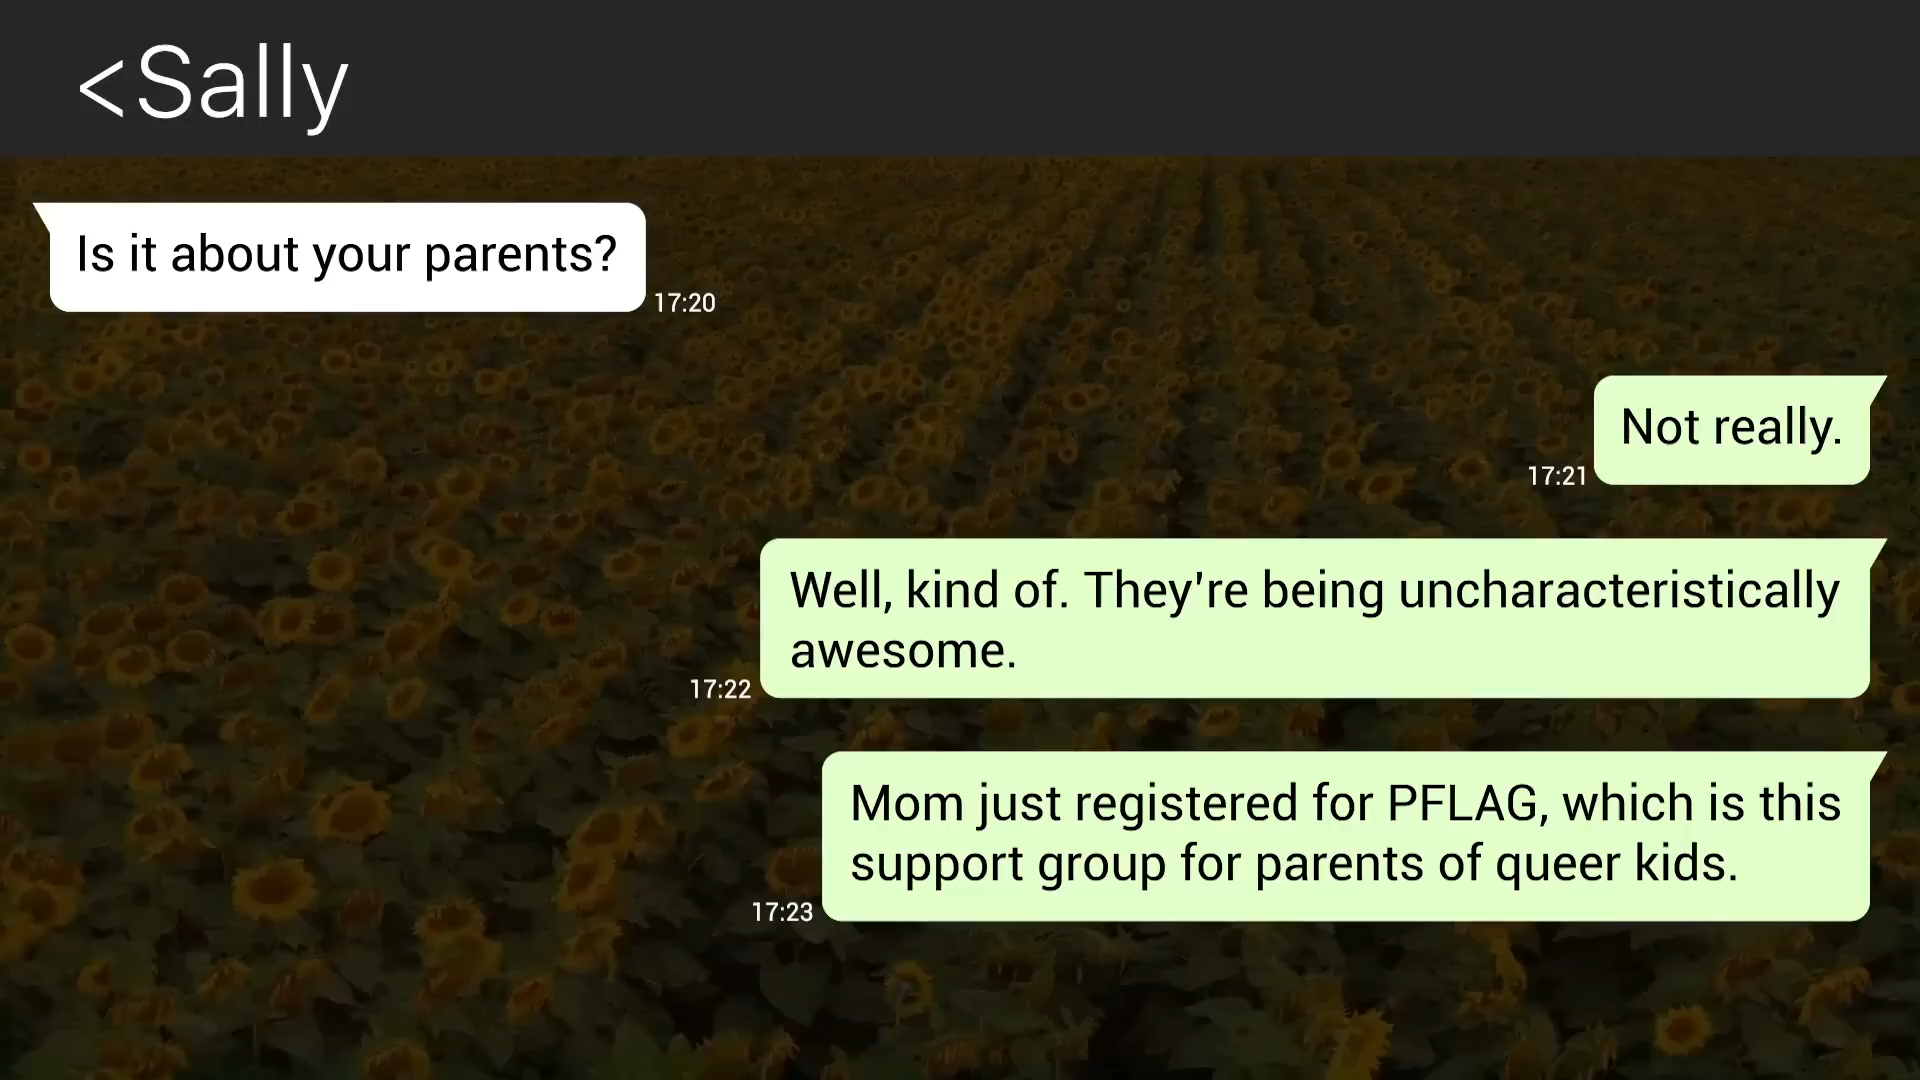 <Sally
Is it about your parents?
17:20
Not really.
17:21
Well, kind of. They're being uncharacteristically
awesome.
17:22
Mom just registered for PFLAG, which is this
support group for parents of queer kids.
17:23